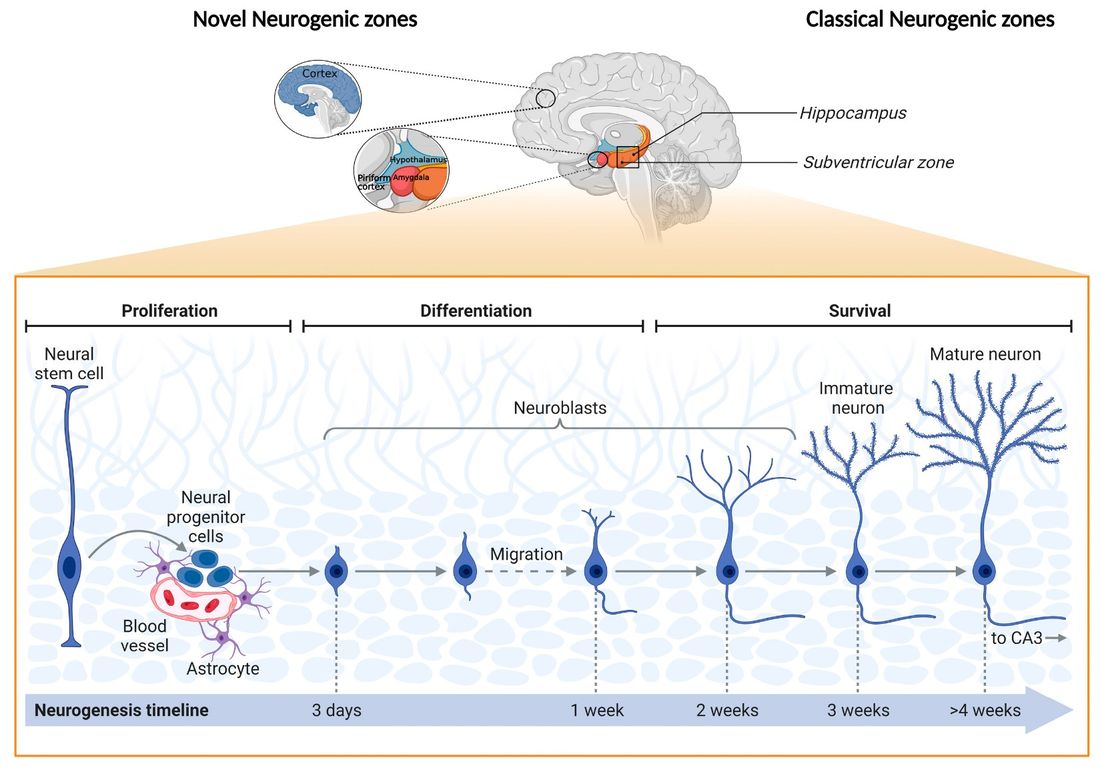 Novel Neurogenic zones
Classical Neurogenic zones
Cortex
Hippocampus
Hypothalamus
Piriform
cortex
Amygdala
Subventricular zone
Proliferation
Differentiation
Survival
Neural
stem cell
Neural
progenitor
cells
Blood
vessel
Astrocyte
Neuroblasts
Migration
Immature
neuron
Mature neuron
to CA3
Neurogenesis timeline
3 days
1 week
2 weeks
3 weeks
>4 weeks